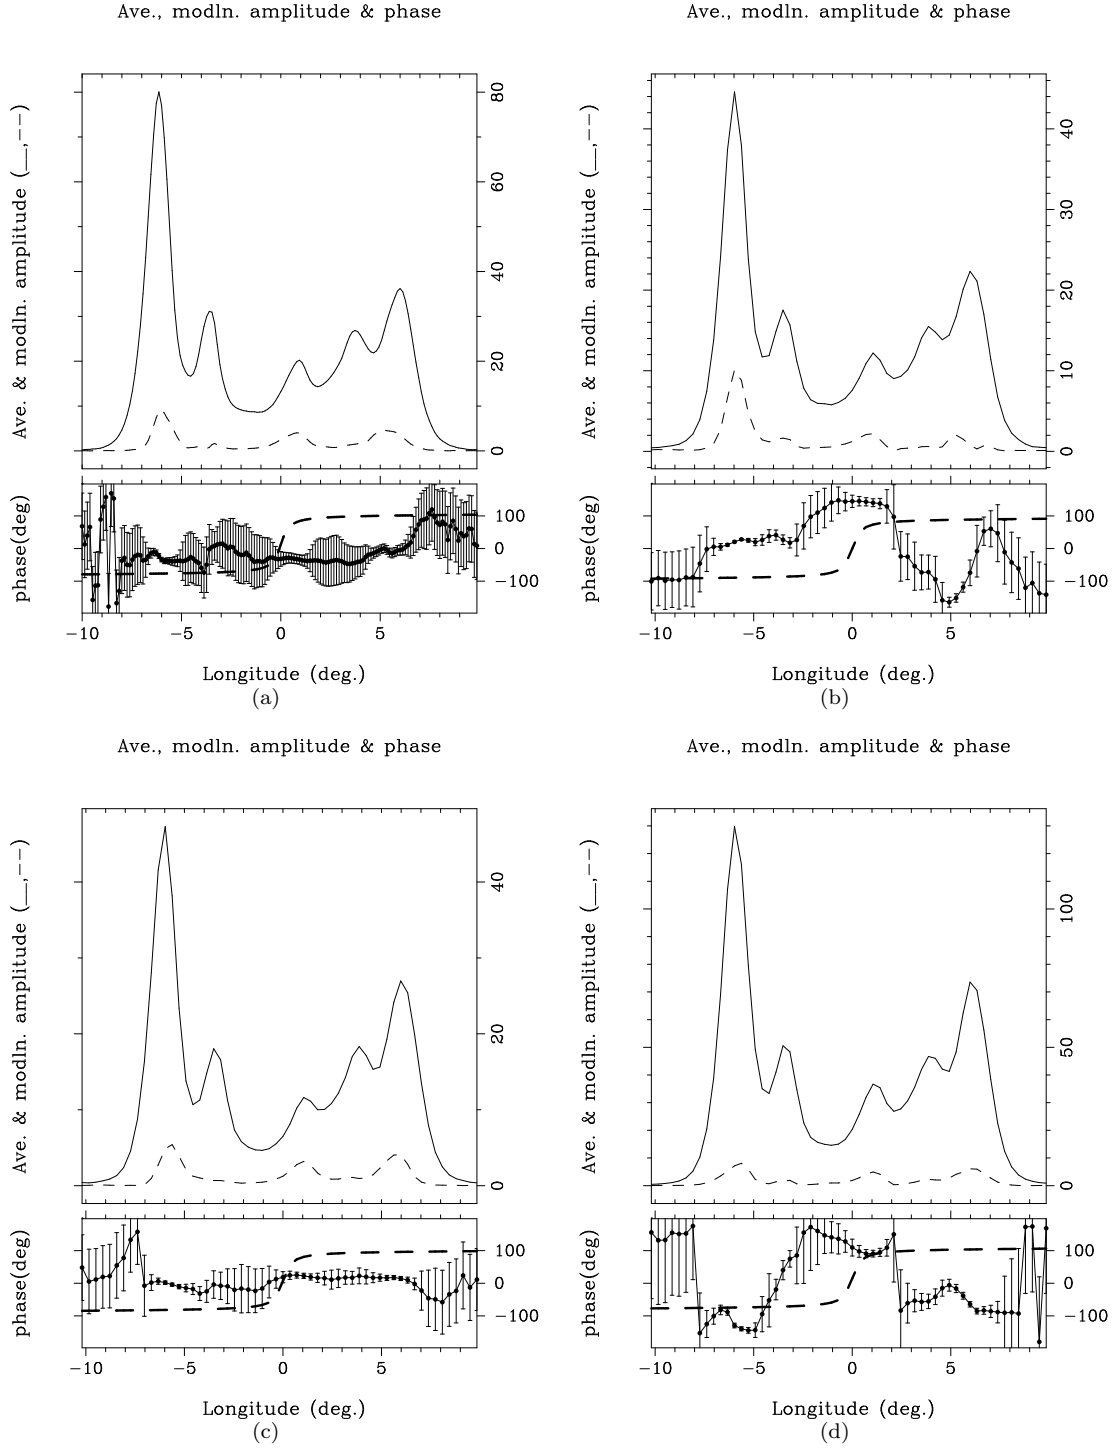 Ave., modln. amplitude & phase
Ave. & modln. amplitude (__,--)
80
60
40
20
0
phase(deg
100
0
-100
-10 -5 0 5
Longitude (deg.)
(a)
Ave., modln. amplitude & phase
Ave. & modln. amplitude (__,--)
40
30
20
10
0
phase(deg)
100
0
-100
-10 -5 0 5
Longitude (deg.)
(b)
Ave., modln. amplitude & phase
Ave. & modln. amplitude (__,--)
40
20
0
phase(deg)
100
0
-100
-10 -5 0 5
Longitude (deg.)
(c)
Ave., modln. amplitude & phase
Ave. & modln. amplitude (__,--)
100
50
0
phase(deg)
100
0
-100
-10 -5 0 5
Longitude (deg.)
(d)